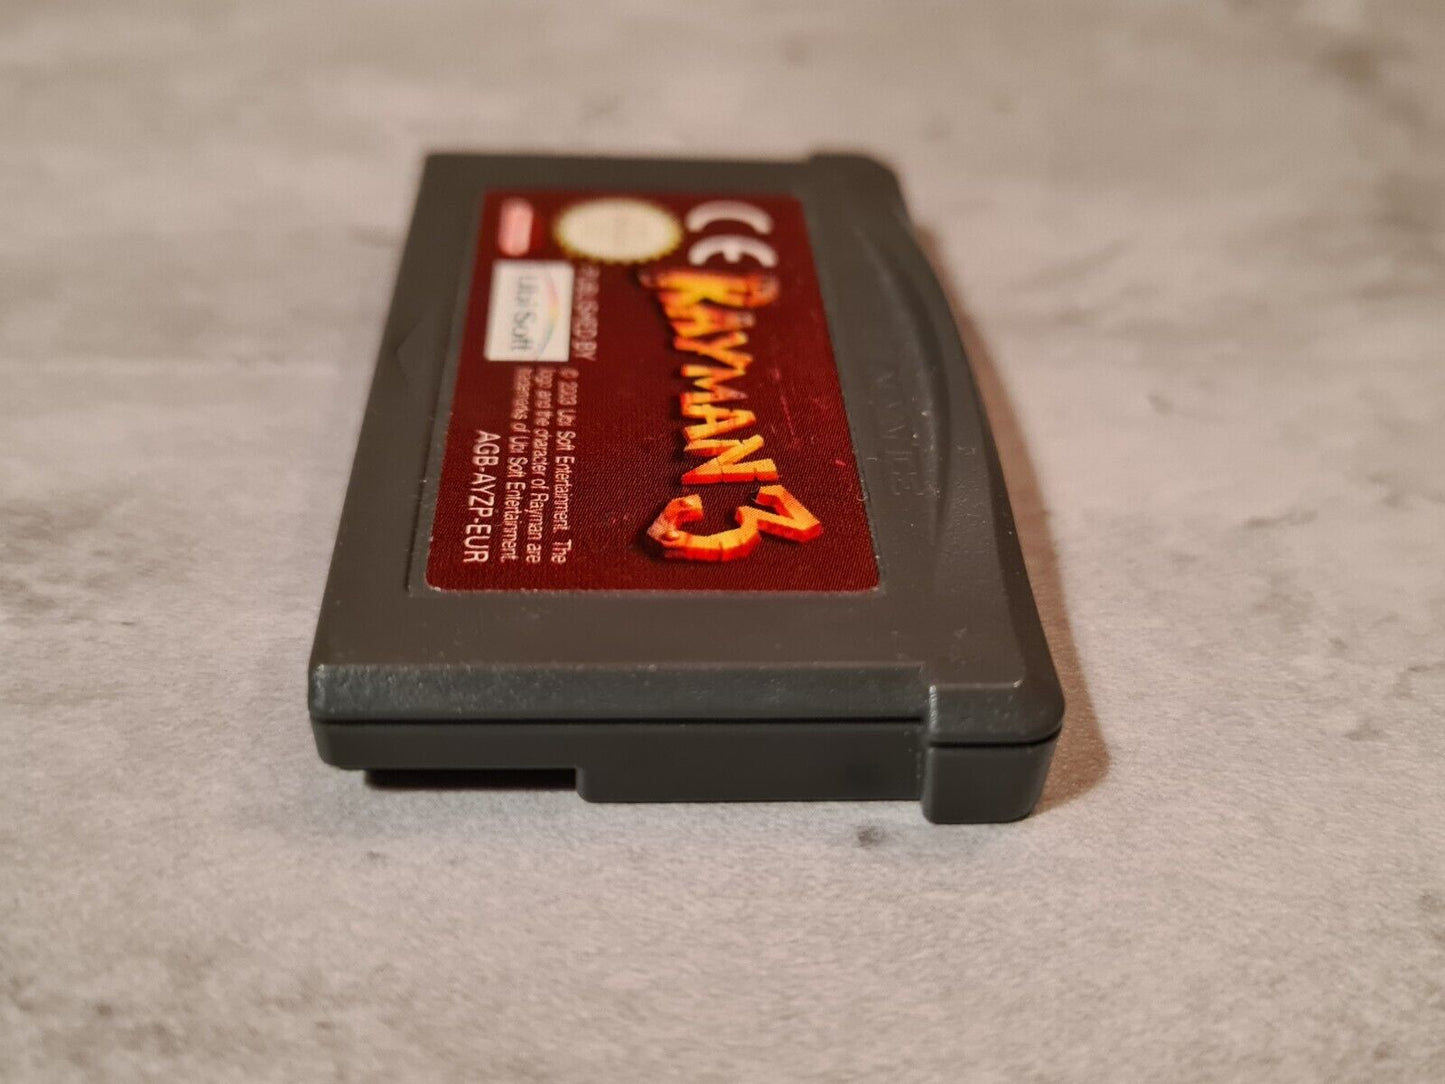 CE
RAYMAN 3
PUBLISHED BY
Ubi Soft
© 2003 Ubi Soft Entertainment. The
logo and the character of Rayman are
trademarks of Ubi Soft Entertainment.
AGB-AYZP-EUR